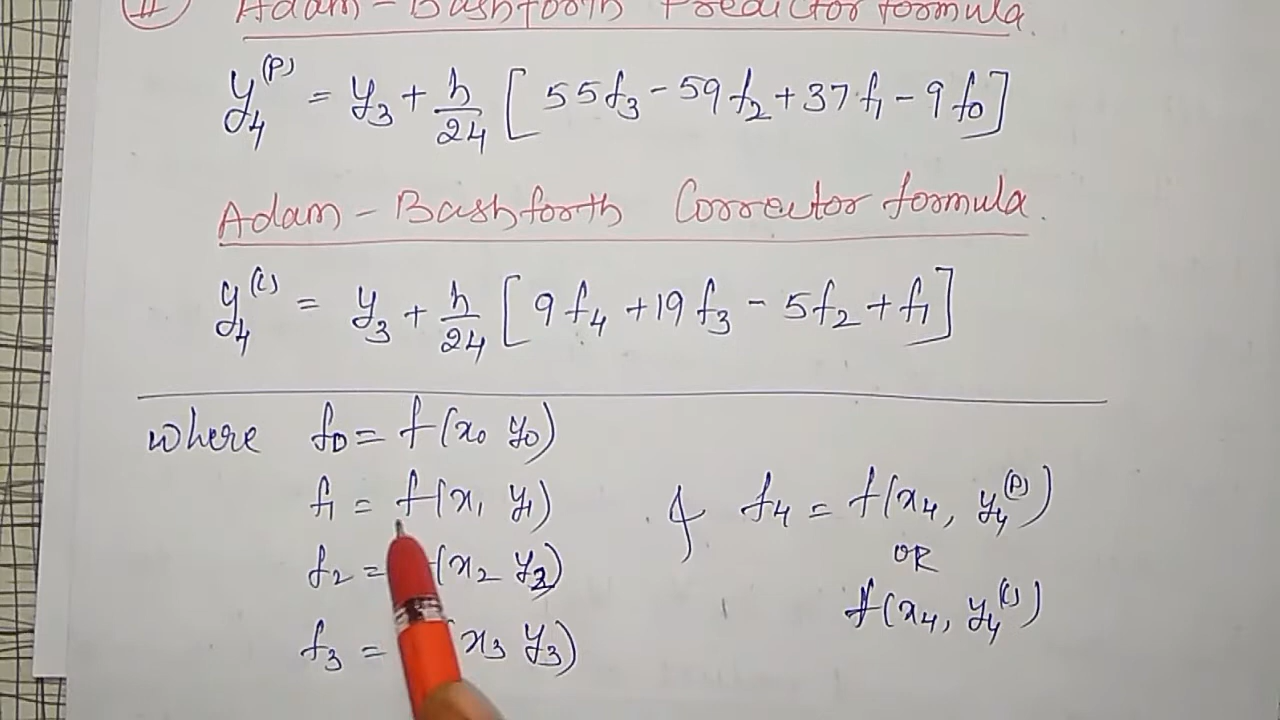 II Adam - Bashforth Predictor formula.
y₄⁽ᴾ⁾ = y₃ + h/24 [ 55f₃ - 59f₂ + 37f₁ - 9f₀ ]
Adam - Bashforth Corrector formula.
y₄⁽ᶜ⁾ = y₃ + h/24 [ 9f₄ + 19f₃ - 5f₂ + f₁ ]
where f₀ = f(x₀ y₀)
f₁ = f(x₁ y₁) & f₄ = f(x₄, y₄⁽ᴾ⁾)
OR
f₂ = (x₂ y₂) f(x₄, y₄⁽ᶜ⁾)
f₃ = x₃ y₃)